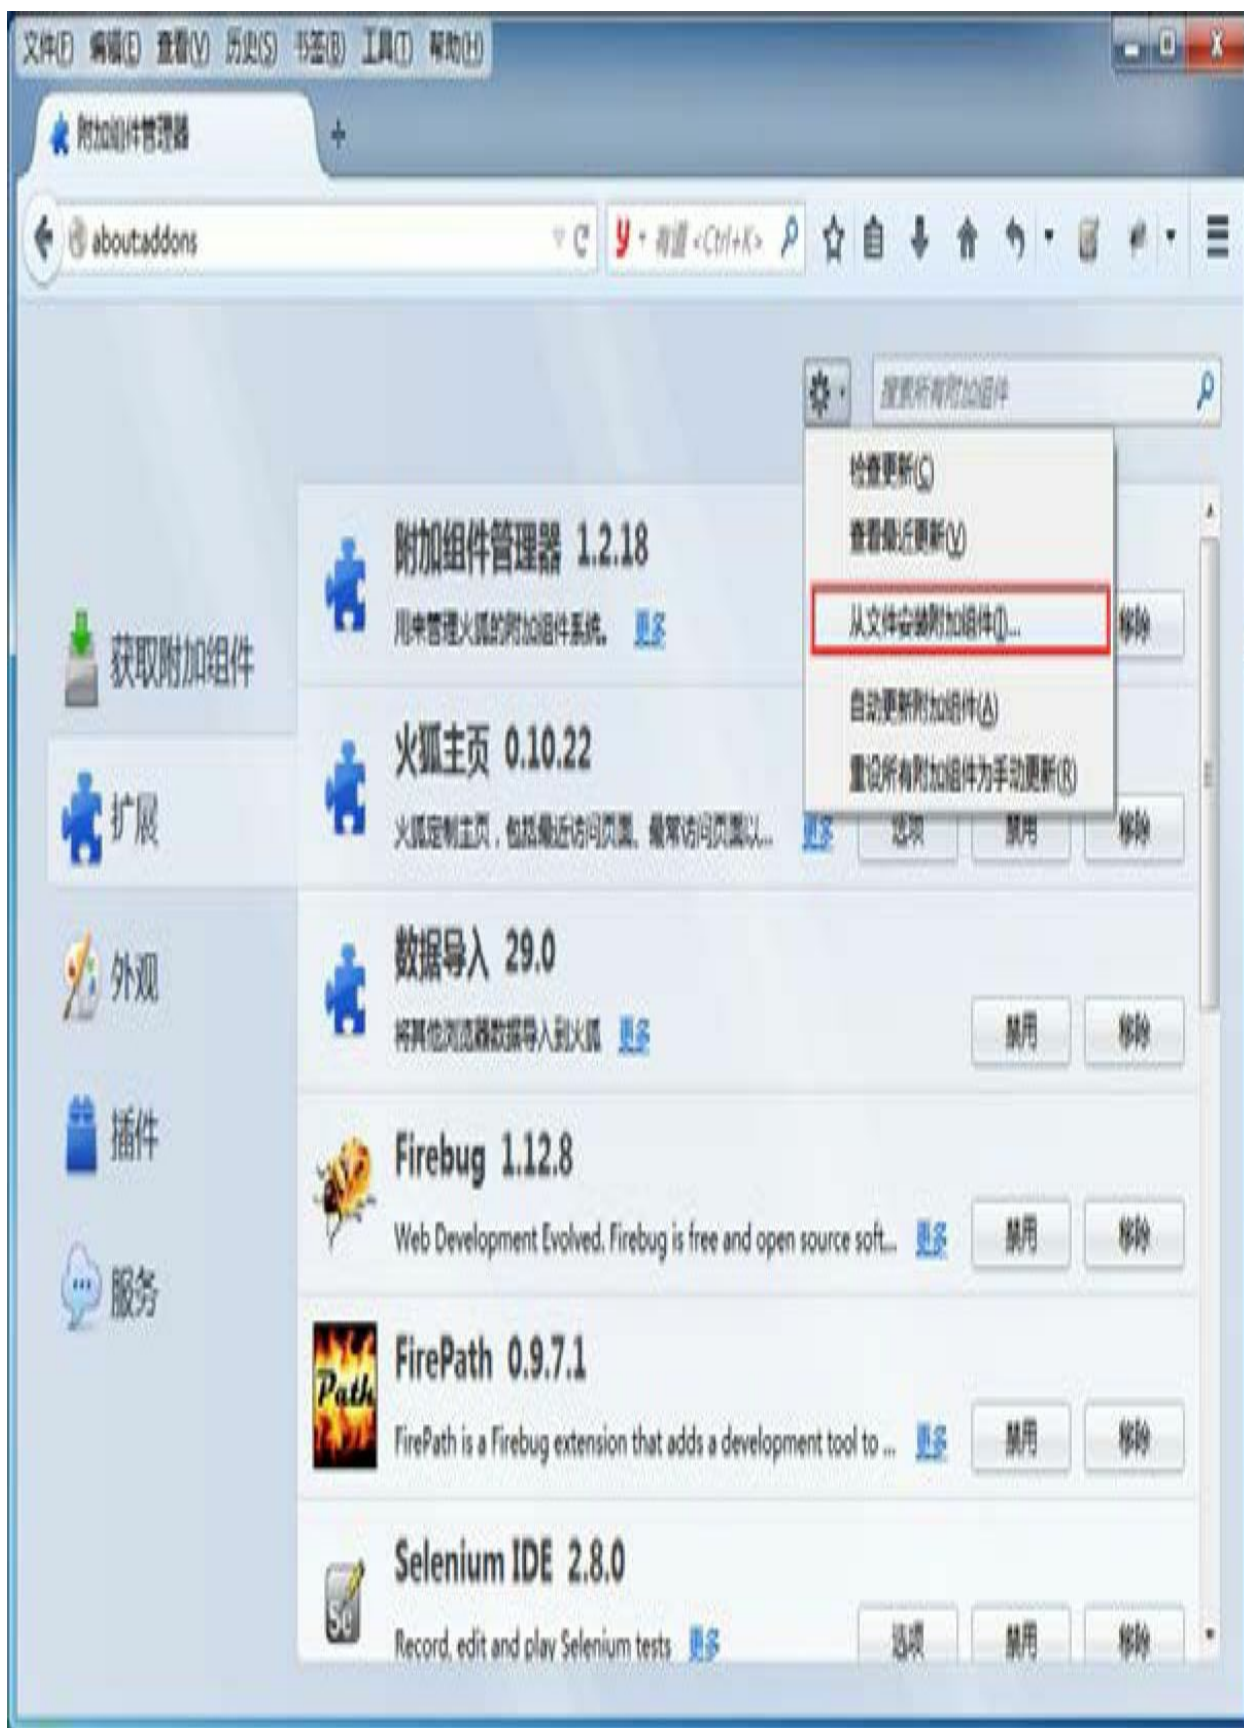 文件(F) 编辑(E) 查看(V) 历史(S) 书签(B) 工具(T) 帮助(H)
附加组件管理器
about:addons
有道 <Ctrl+K>
搜索所有附加组件
检查更新(C)
查看最近更新(V)
从文件安装附加组件(I)...
自动更新附加组件(A)
重设所有附加组件为手动更新(R)
获取附加组件
扩展
外观
插件
服务
附加组件管理器 1.2.18
用来管理火狐的附加组件系统。 更多
移除
火狐主页 0.10.22
火狐定制主页，包括最近访问页面、最常访问页面以... 更多
选项 禁用 移除
数据导入 29.0
将其他浏览器数据导入到火狐 更多
禁用 移除
Firebug 1.12.8
Web Development Evolved. Firebug is free and open source soft... 更多
禁用 移除
Path
FirePath 0.9.7.1
FirePath is a Firebug extension that adds a development tool to ... 更多
禁用 移除
Se
Selenium IDE 2.8.0
Record, edit and play Selenium tests 更多
选项 禁用 移除